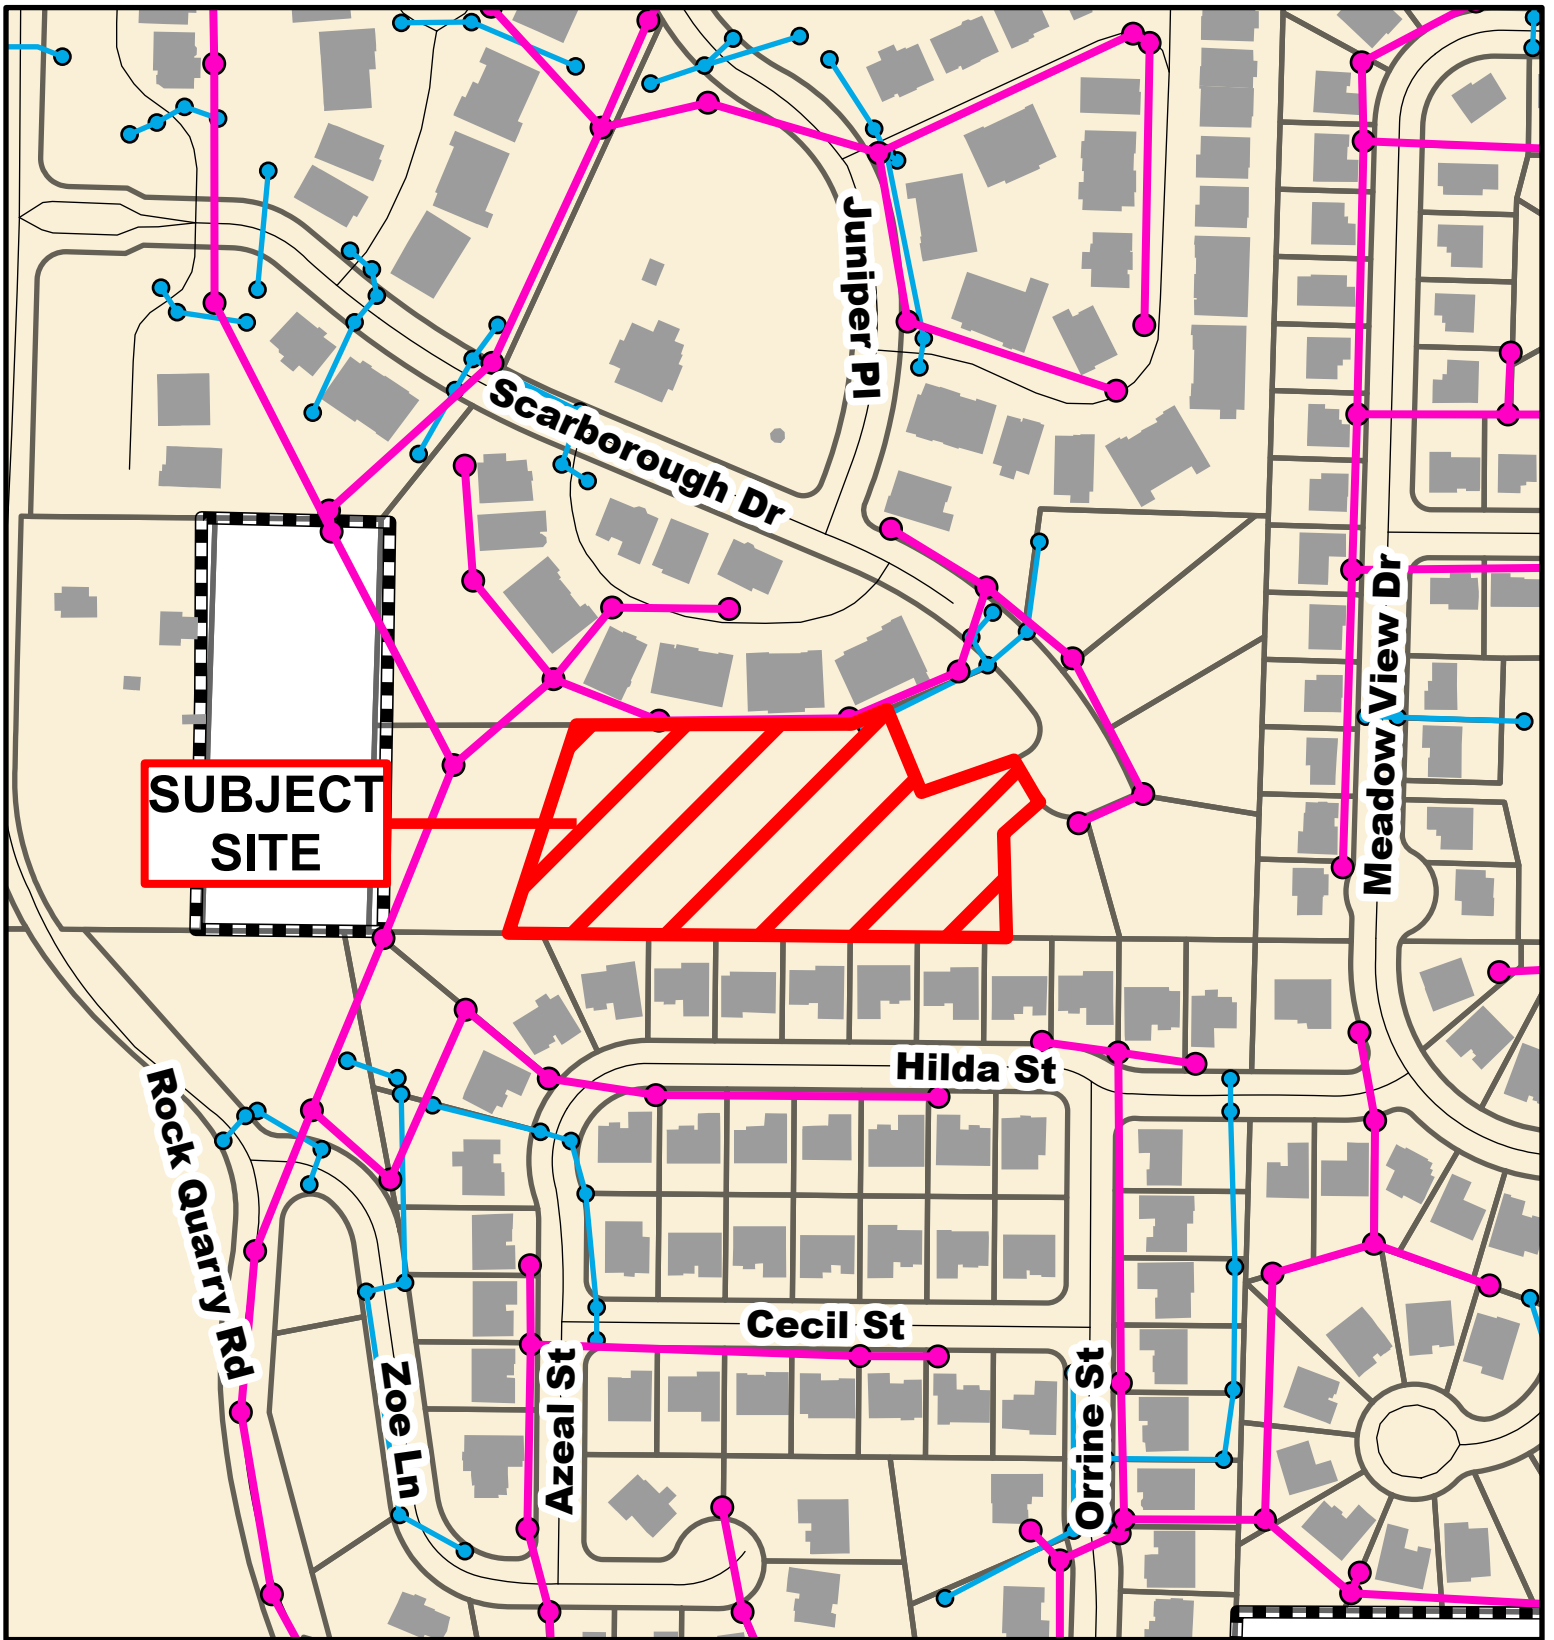 Juniper Pl
Scarborough Dr
Meadow View Dr
SUBJECT
SITE
Hilda St
Rock Quarry Rd
Cecil St
Zoe Ln
Azeal St
Orrine St